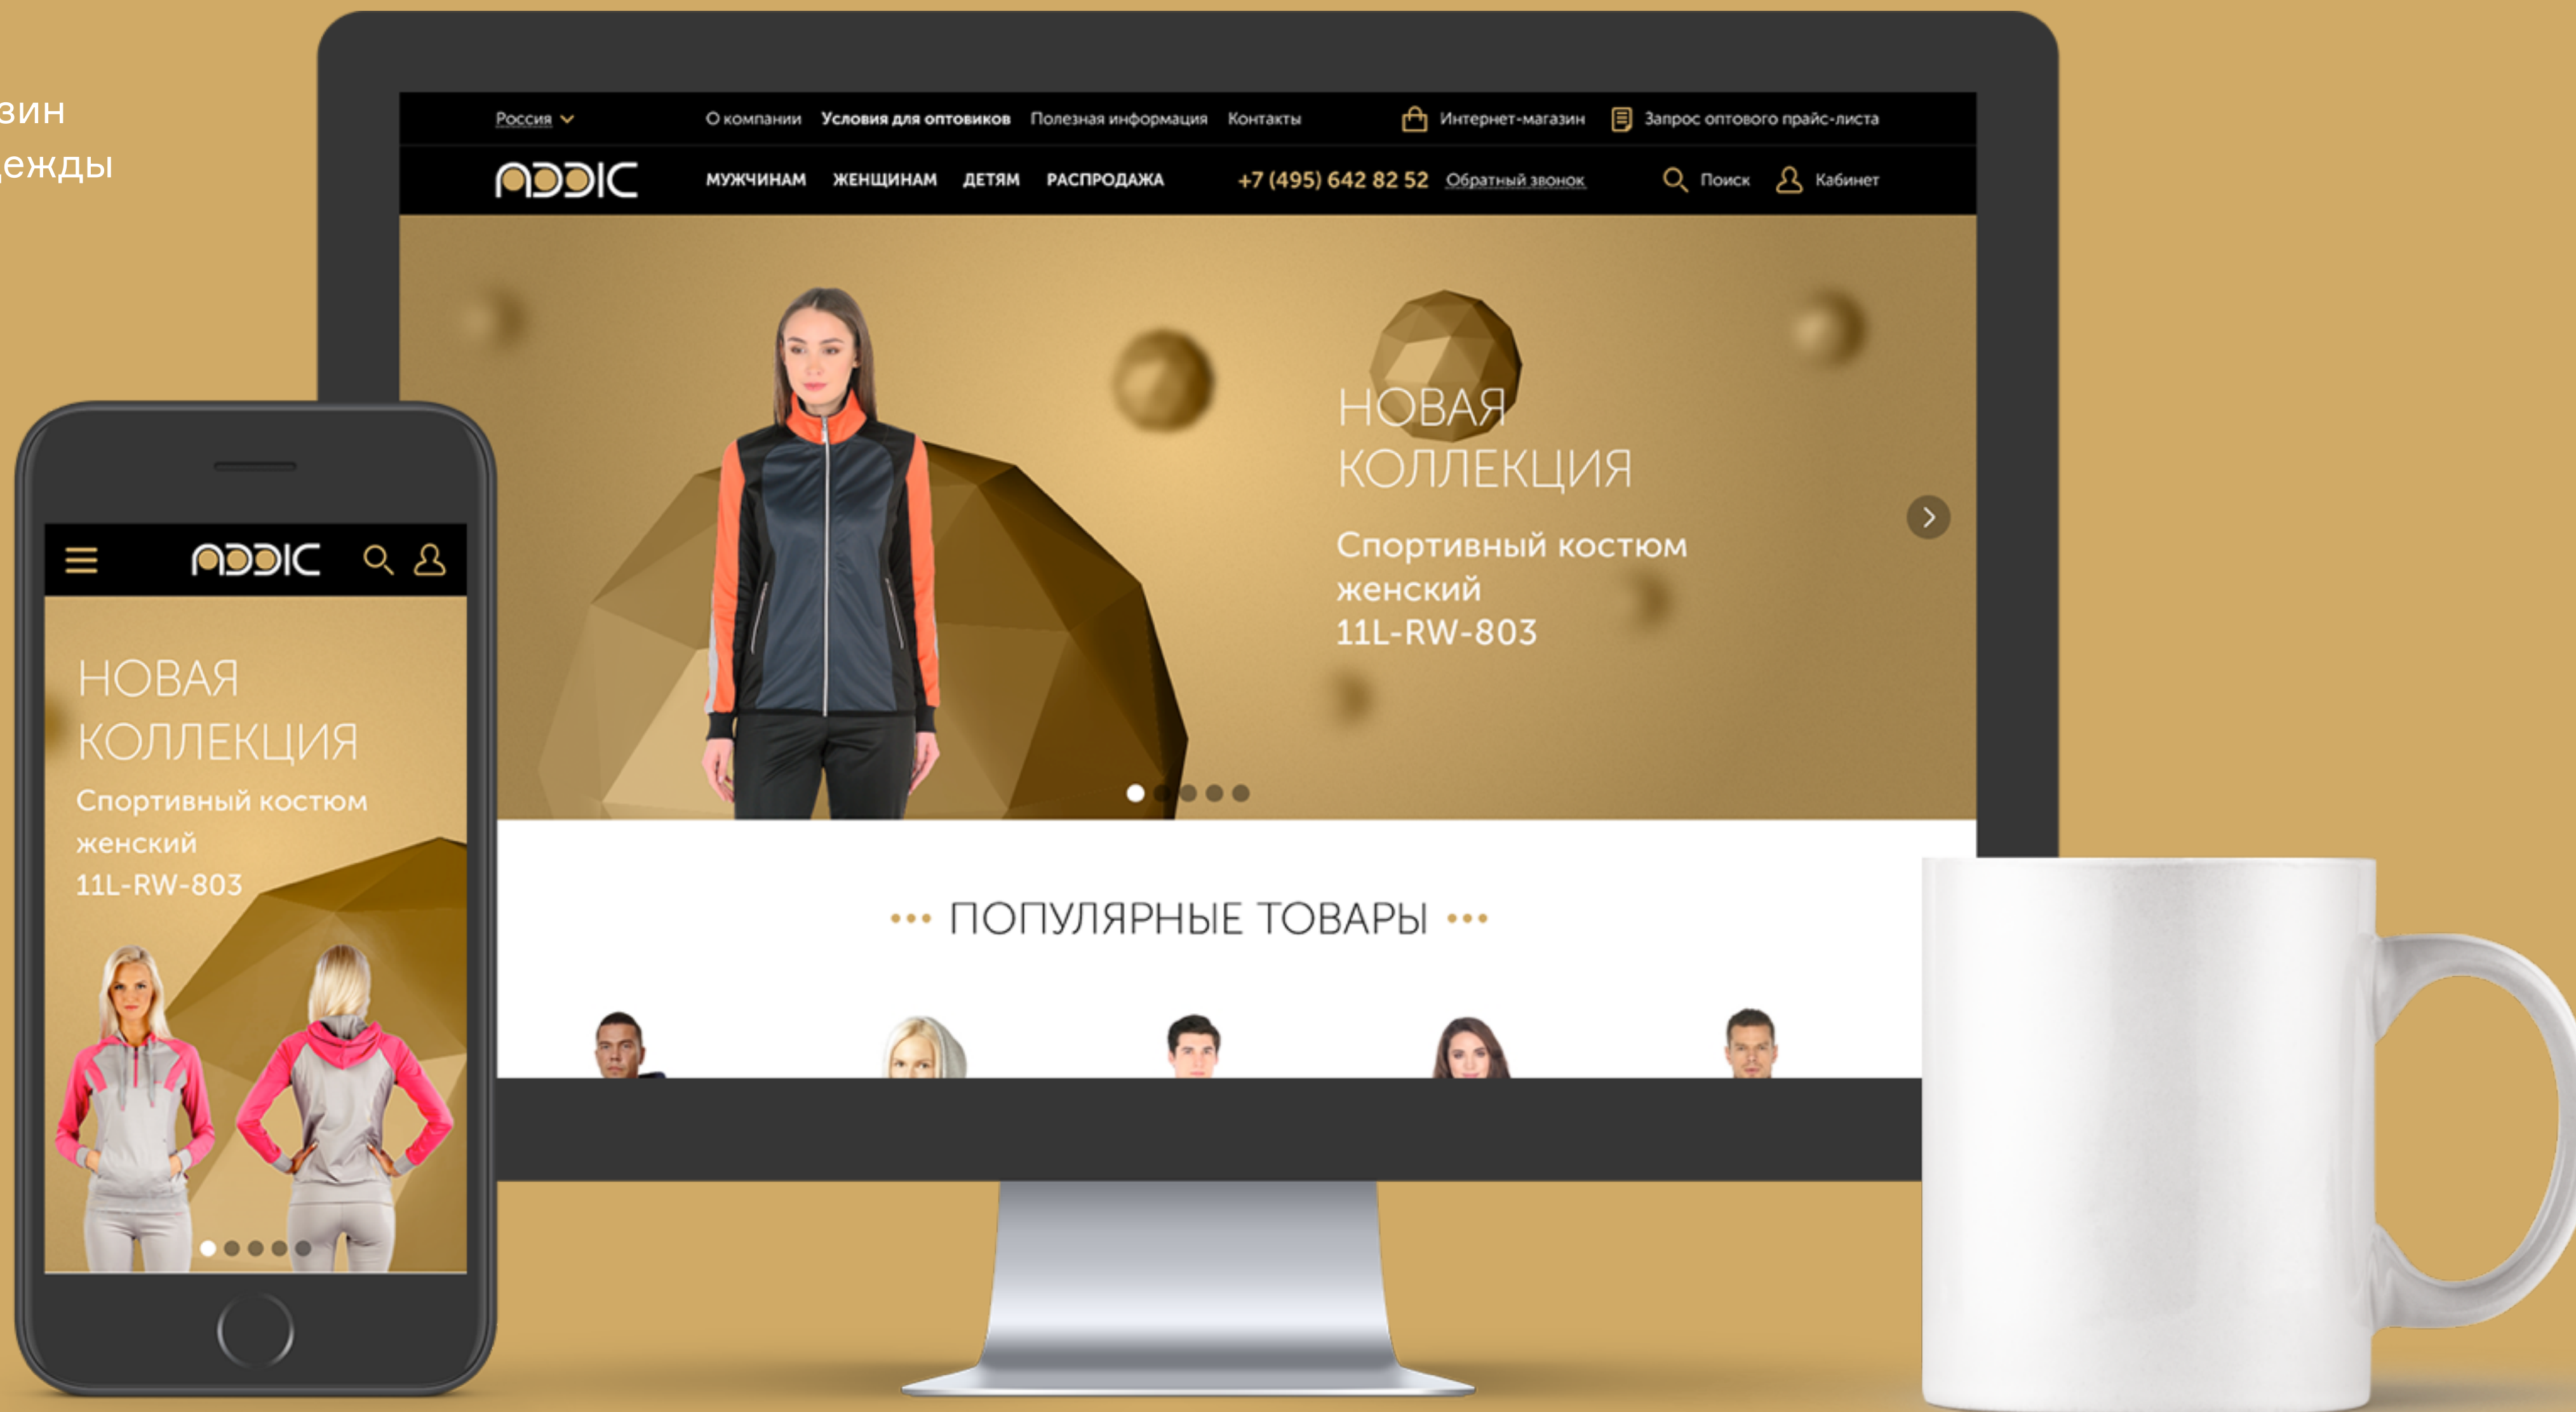 зин
ежды
Россия
О компании Условия для оптовиков Полезная информация Контакты
Интернет-магазин Запрос оптового прайс-листа
ADDIC
МУЖЧИНАМ ЖЕНЩИНАМ ДЕТЯМ РАСПРОДАЖА
+7 (495) 642 82 52 Обратный звонок
Поиск Кабинет
НОВАЯ
КОЛЛЕКЦИЯ
Спортивный костюм
женский
11L-RW-803
ПОПУЛЯРНЫЕ ТОВАРЫ
ADDIC
НОВАЯ
КОЛЛЕКЦИЯ
Спортивный костюм
женский
11L-RW-803